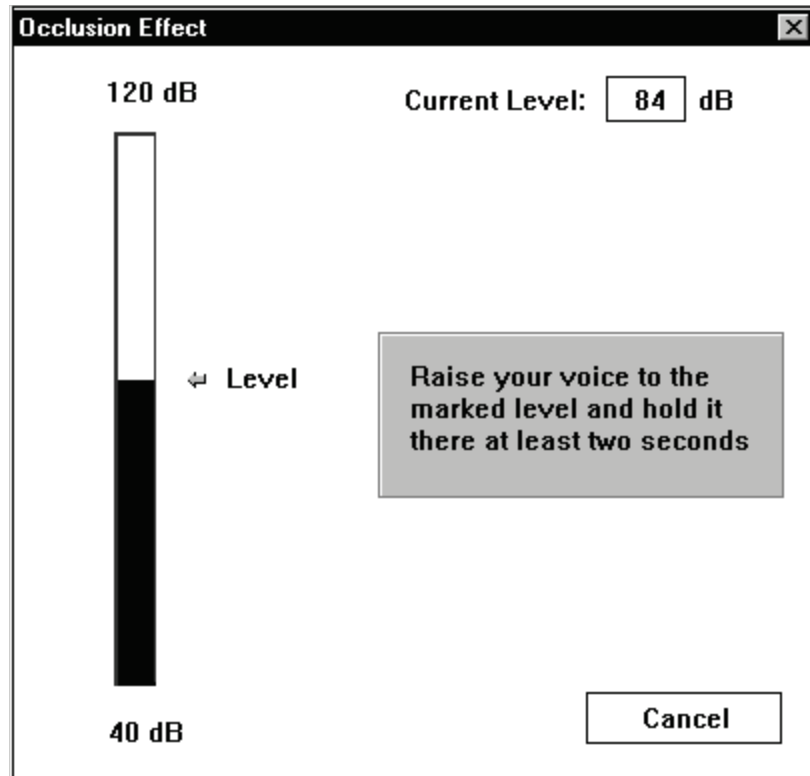 Occlusion Effect
120 dB
Current Level: 84 dB
Level
Raise your voice to the
marked level and hold it
there at least two seconds
40 dB
Cancel